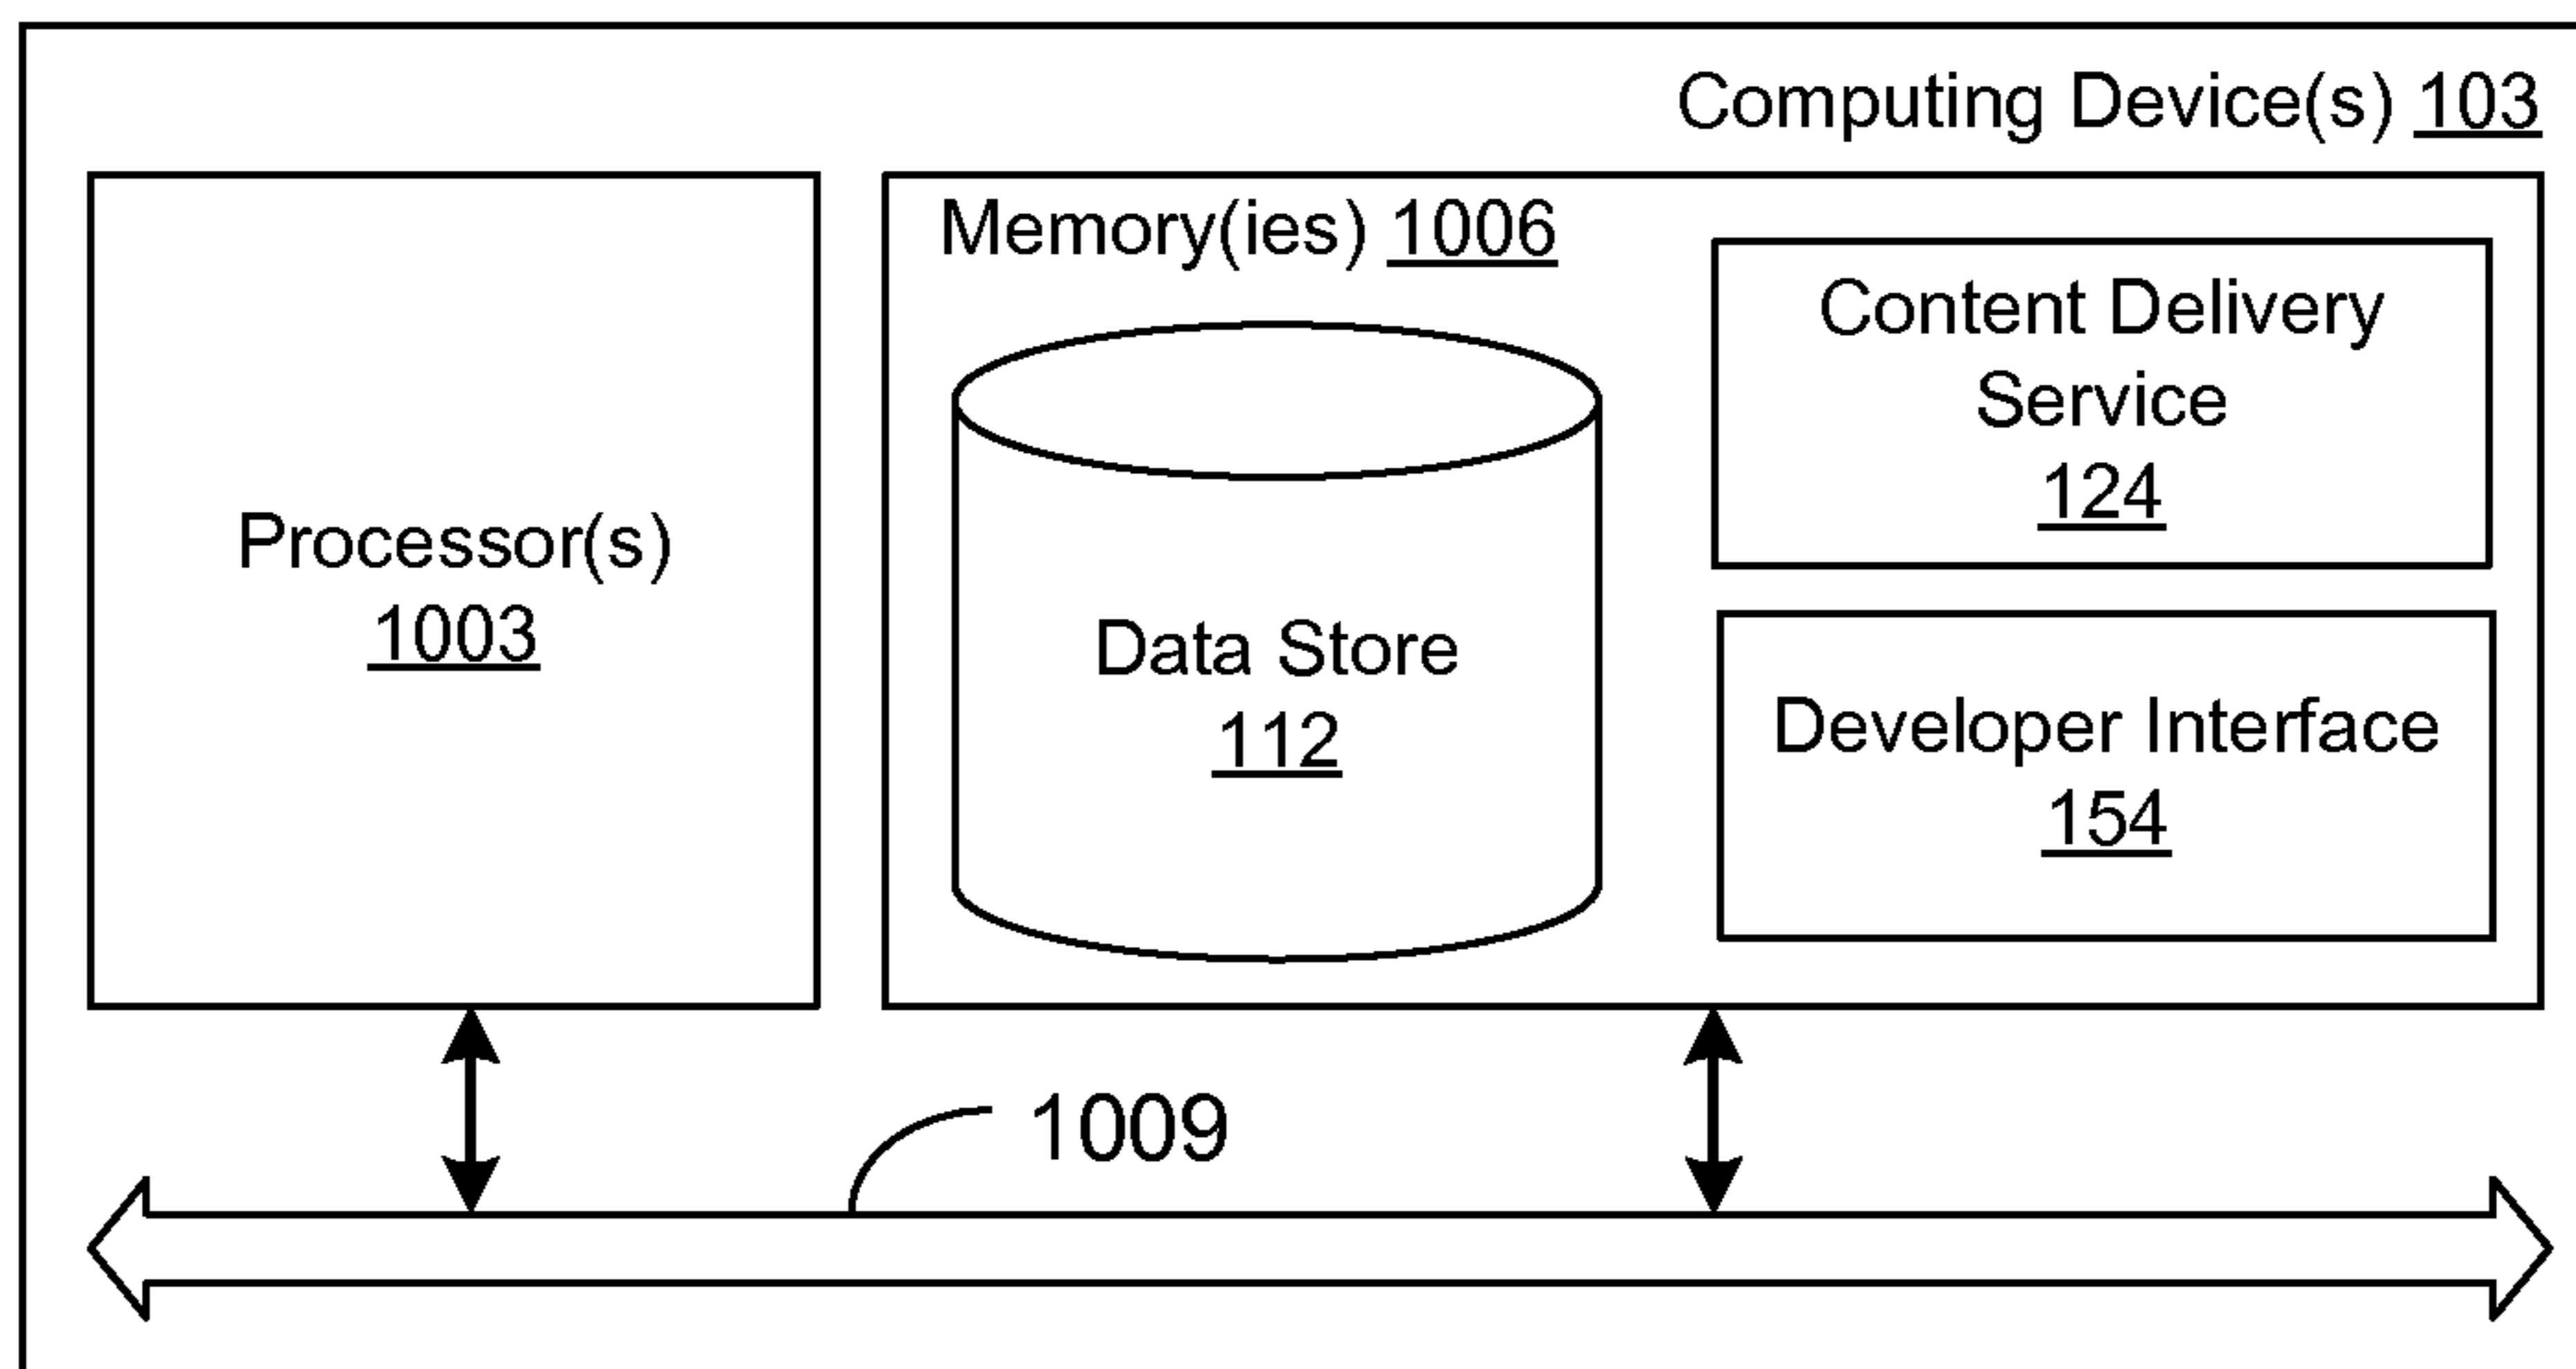 Computing Device(s) 103
Processor(s)
1003
Memory(ies) 1006
Data Store
112
Content Delivery
Service
124
Developer Interface
154
1009